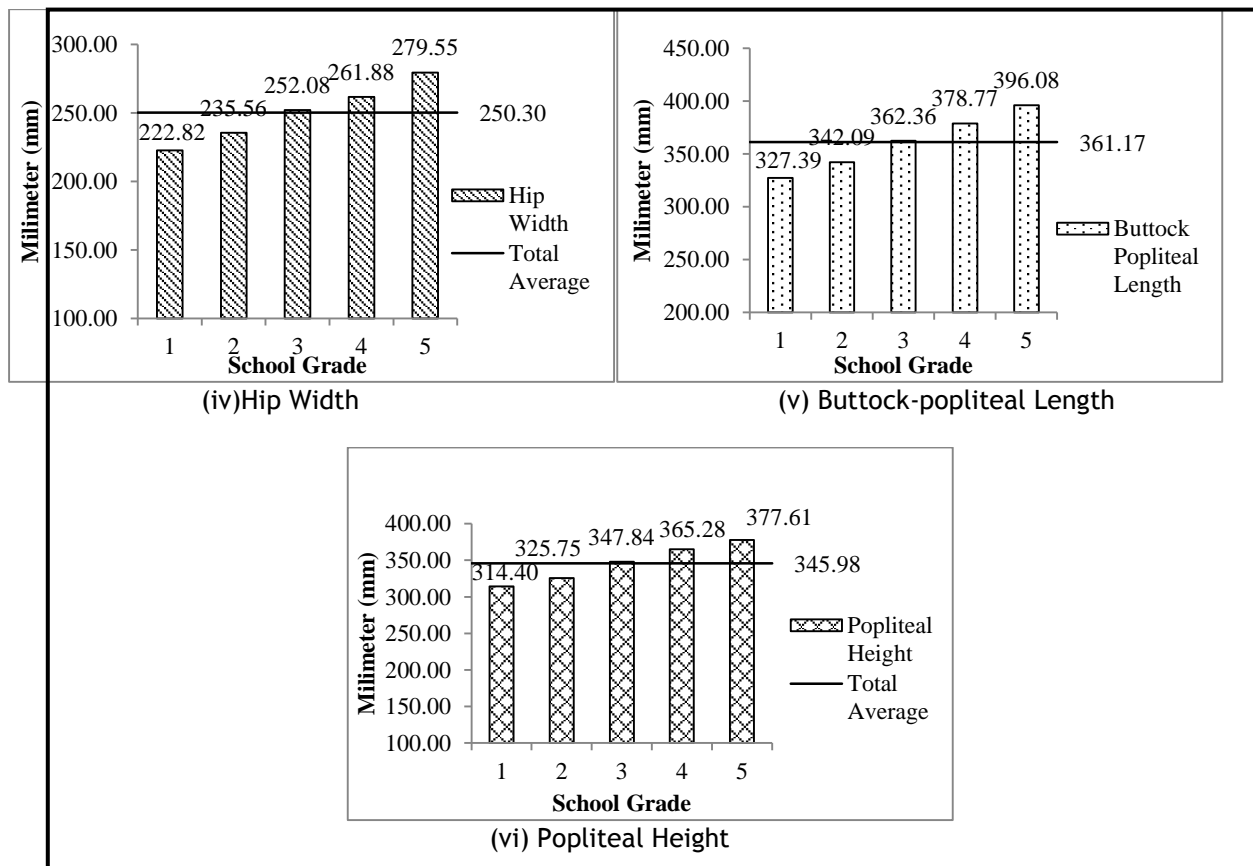 300.00
250.00
200.00
150.00
100.00
Milimeter (mm)
222.82
235.56
252.08
261.88
279.55
250.30
Hip
Width
Total
Average
1
2
3
4
5
School Grade
(iv)Hip Width
450.00
400.00
350.00
300.00
250.00
200.00
Milimeter (mm)
327.39
342.09
362.36
378.77
396.08
361.17
Buttock
Popliteal
Length
1
2
3
4
5
School Grade
(v) Buttock-popliteal Length
400.00
350.00
300.00
250.00
200.00
150.00
100.00
Milimeter (mm)
314.40
325.75
347.84
365.28
377.61
345.98
Popliteal
Height
Total
Average
1
2
3
4
5
School Grade
(vi) Popliteal Height